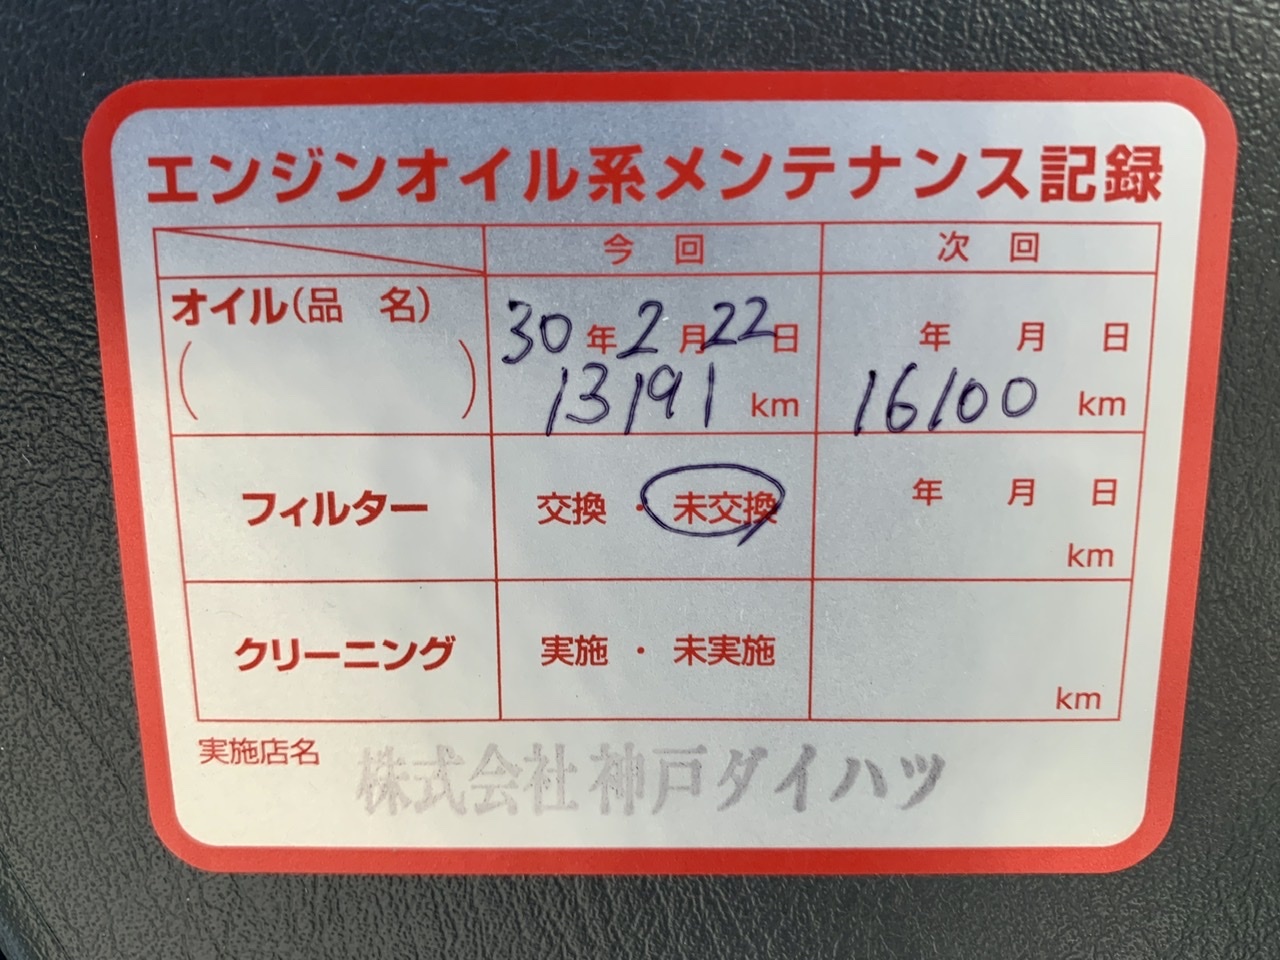 エンジンオイル系メンテナンス記録
今回 次回
オイル(品 名) 30年2月22日 年 月 日
( ) 13191 km 16100 km
フィルター 交換・未交換 年 月 日
km
クリーニング 実施・未実施
km
実施店名 株式会社神戸ダイハツ